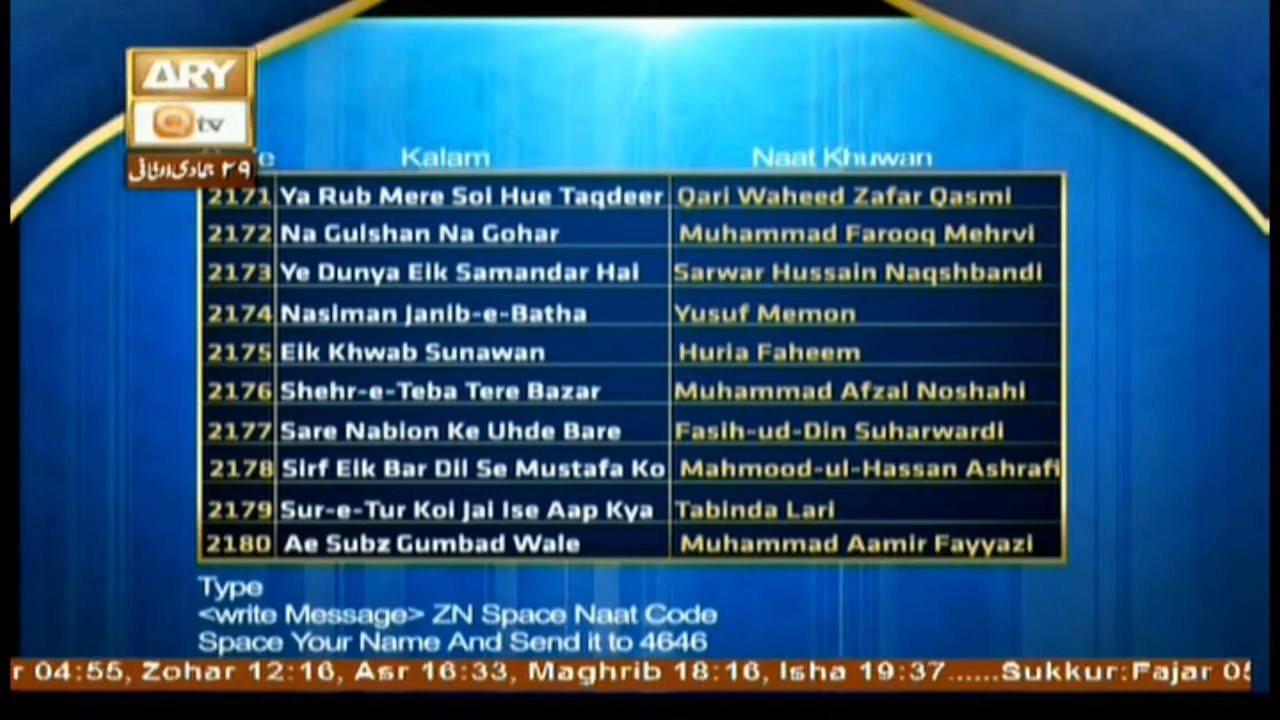 ARY
Qtv
۲۹ جمادی الثانی
e Kalam Naat Khuwan
2171 Ya Rub Mere Soi Hue Taqdeer Qari Waheed Zafar Qasmi
2172 Na Gulshan Na Gohar Muhammad Farooq Mehrvi
2173 Ye Dunya Eik Samandar Hai Sarwar Hussain Naqshbandi
2174 Nasiman Janib-e-Batha Yusuf Memon
2175 Eik Khwab Sunawan Huria Faheem
2176 Shehr-e-Teba Tere Bazar Muhammad Afzal Noshahi
2177 Sare Nabion Ke Uhde Bare Fasih-ud-Din Suharwardi
2178 Sirf Eik Bar Dil Se Mustafa Ko Mahmood-ul-Hassan Ashrafi
2179 Sur-e-Tur Koi Jai Ise Aap Kya Tabinda Lari
2180 Ae Subz Gumbad Wale Muhammad Aamir Fayyazi
Type
<write Message> ZN Space Naat Code
Space Your Name And Send it to 4646
r 04:55, Zohar 12:16, Asr 16:33, Maghrib 18:16, Isha 19:37......Sukkur:Fajar 05